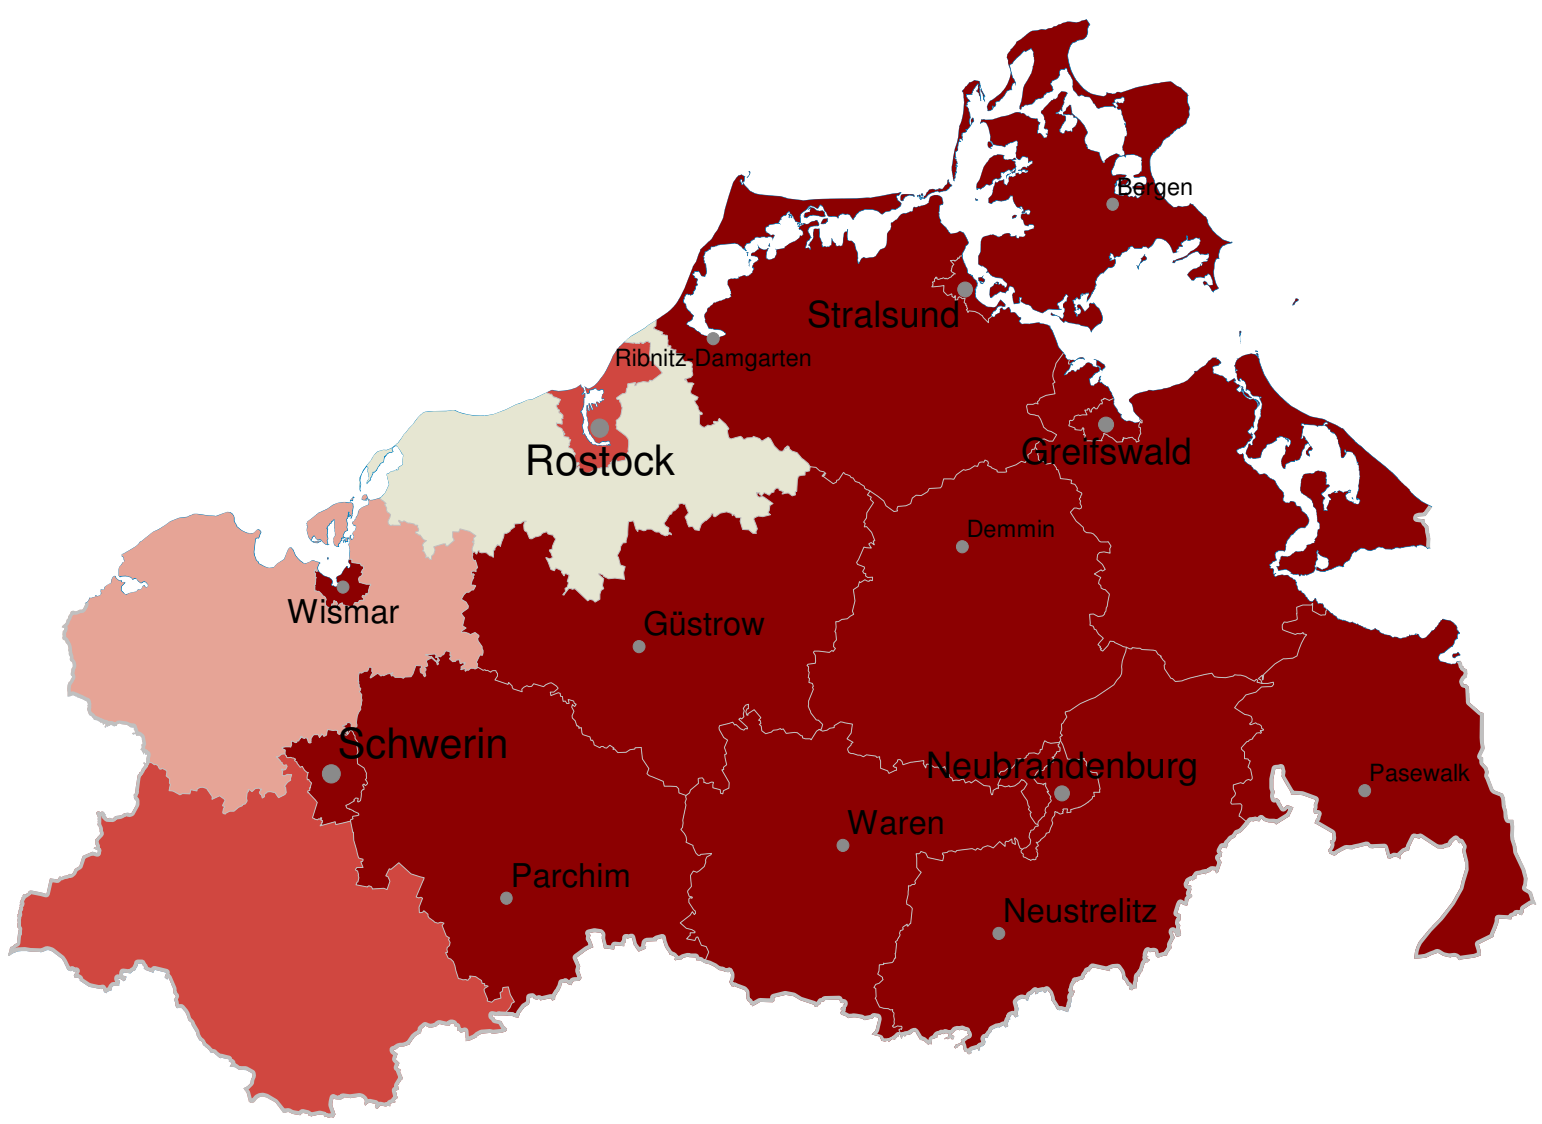 Bergen
Stralsund
Ribnitz-Damgarten
Rostock
Greifswald
Demmin
Wismar
Güstrow
Schwerin
Neubrandenburg
Pasewalk
Waren
Parchim
Neustrelitz